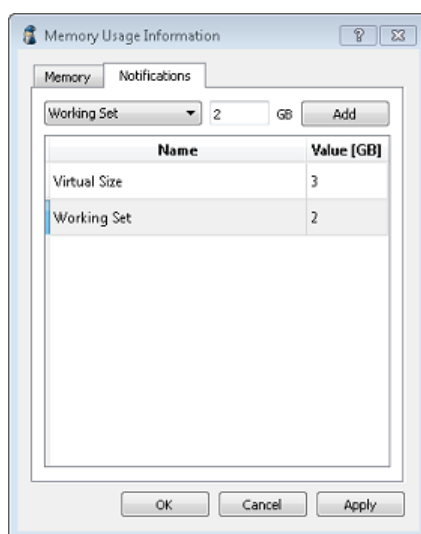 Memory Usage Information
Memory Notifications
Working Set 2 GB Add
Name Value [GB]
Virtual Size 3
Working Set 2
OK Cancel Apply